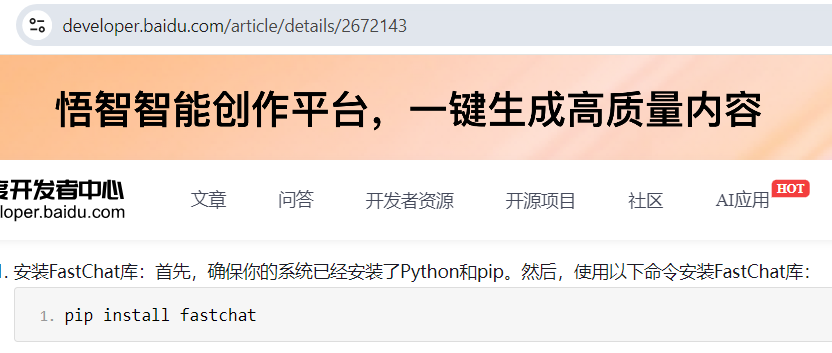 developer.baidu.com/article/details/2672143
悟智智能创作平台，一键生成高质量内容
度开发者中心 文章 问答 开发者资源 开源项目 社区 AI应用 HOT
eloper.baidu.com
1. 安装FastChat库：首先，确保你的系统已经安装了Python和pip。然后，使用以下命令安装FastChat库：
1. pip install fastchat